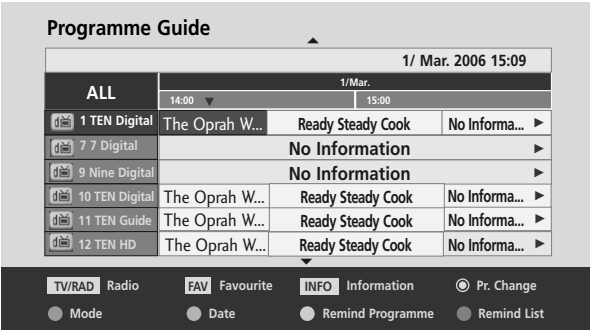 Programme Guide
1/ Mar. 2006 15:09
ALL
1/Mar.
14:00 15:00
1 TEN Digital The Oprah W... Ready Steady Cook No Informa...
7 7 Digital No Information
9 Nine Digital No Information
10 TEN Digital The Oprah W... Ready Steady Cook No Informa...
11 TEN Guide The Oprah W... Ready Steady Cook No Informa...
12 TEN HD The Oprah W... Ready Steady Cook No Informa...
TV/RAD Radio FAV Favourite INFO Information Pr. Change
Mode Date Remind Programme Remind List